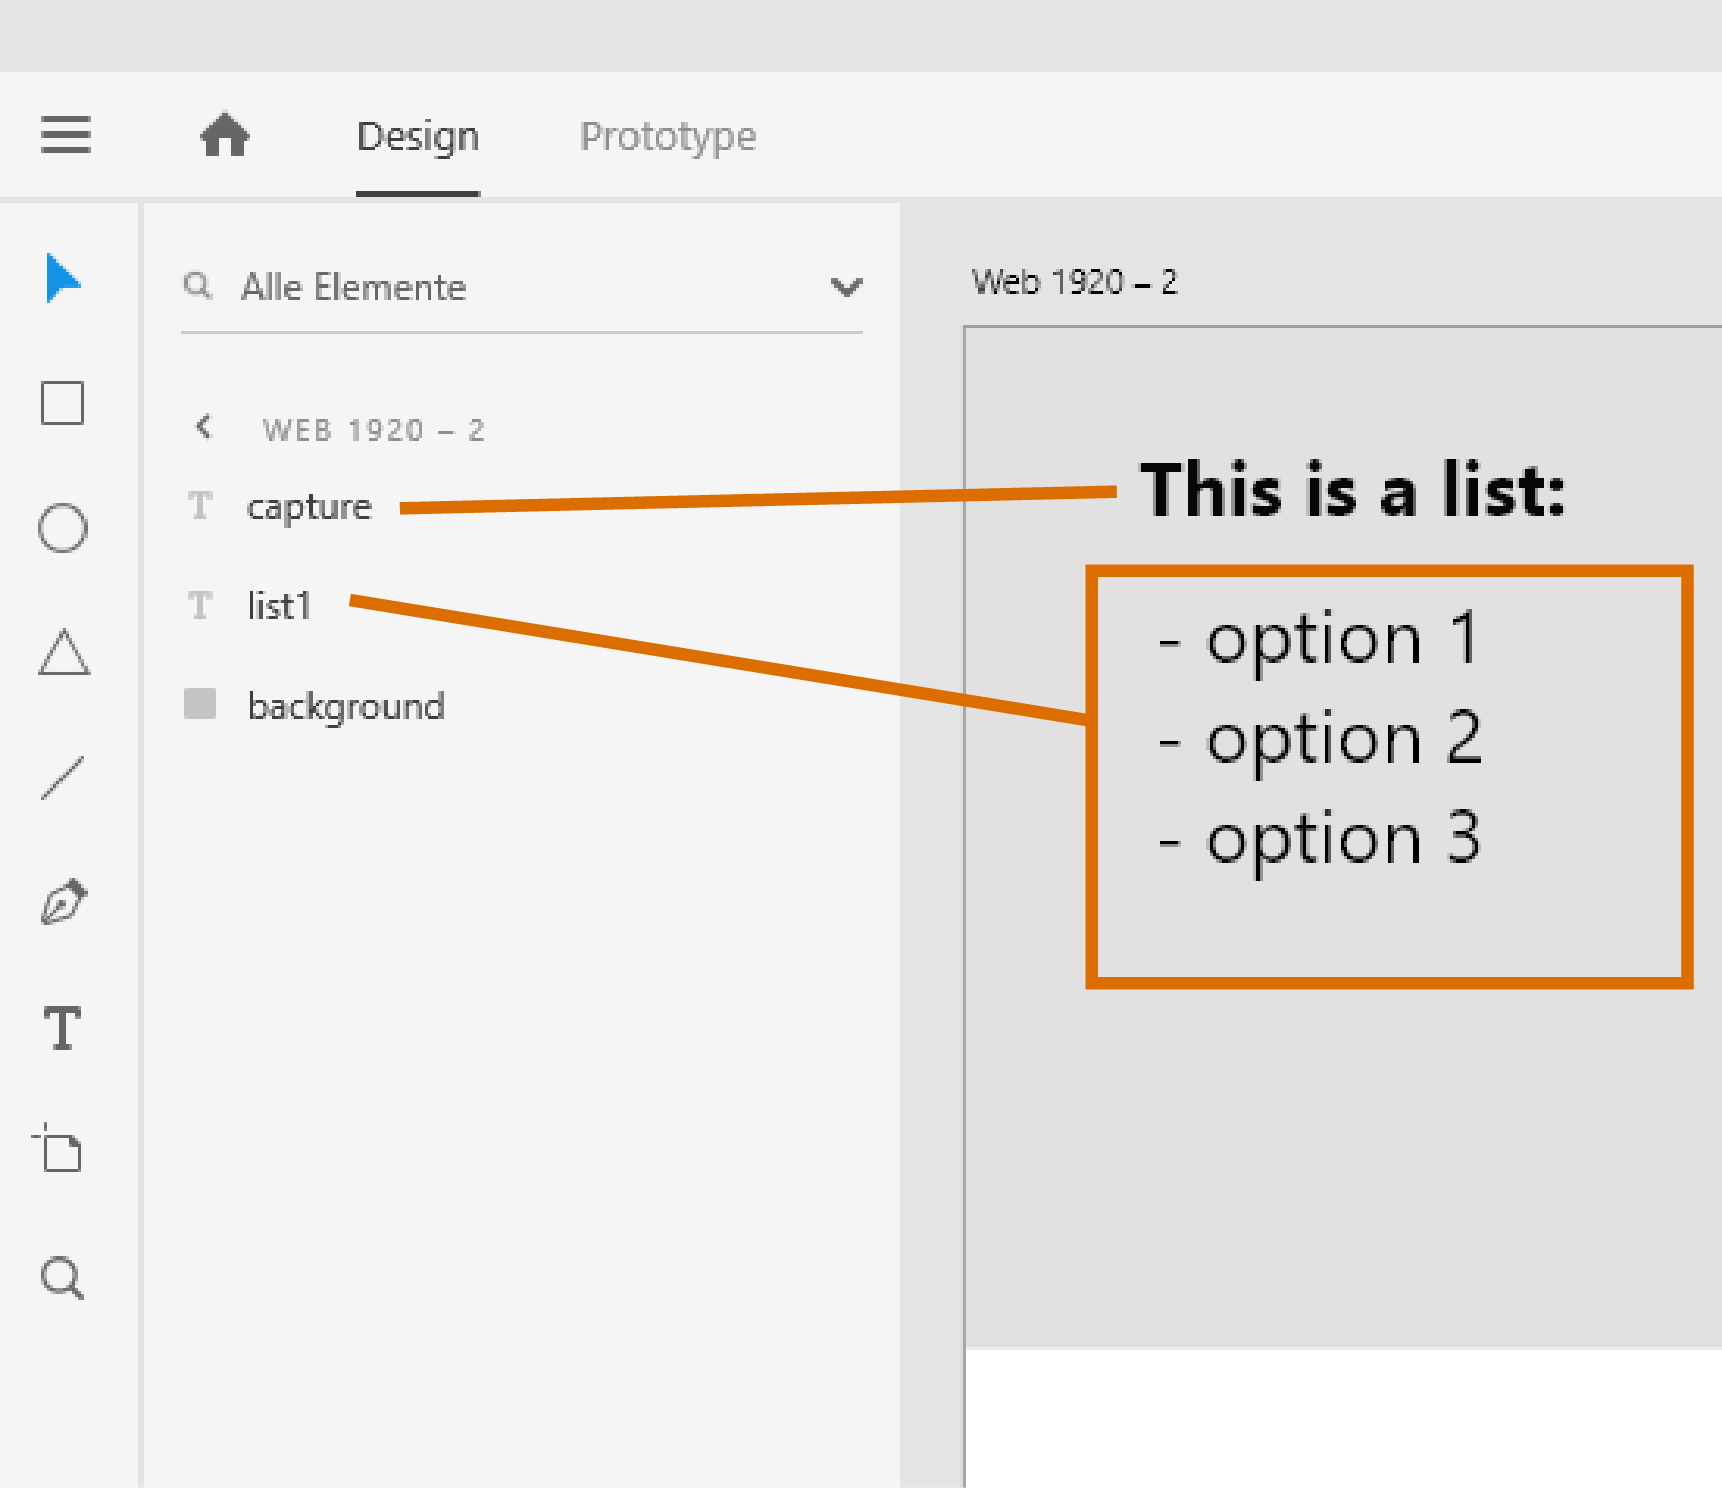 Design
Prototype
Alle Elemente
WEB 1920 – 2
capture
list1
background
Web 1920 – 2
This is a list:
- option 1
- option 2
- option 3